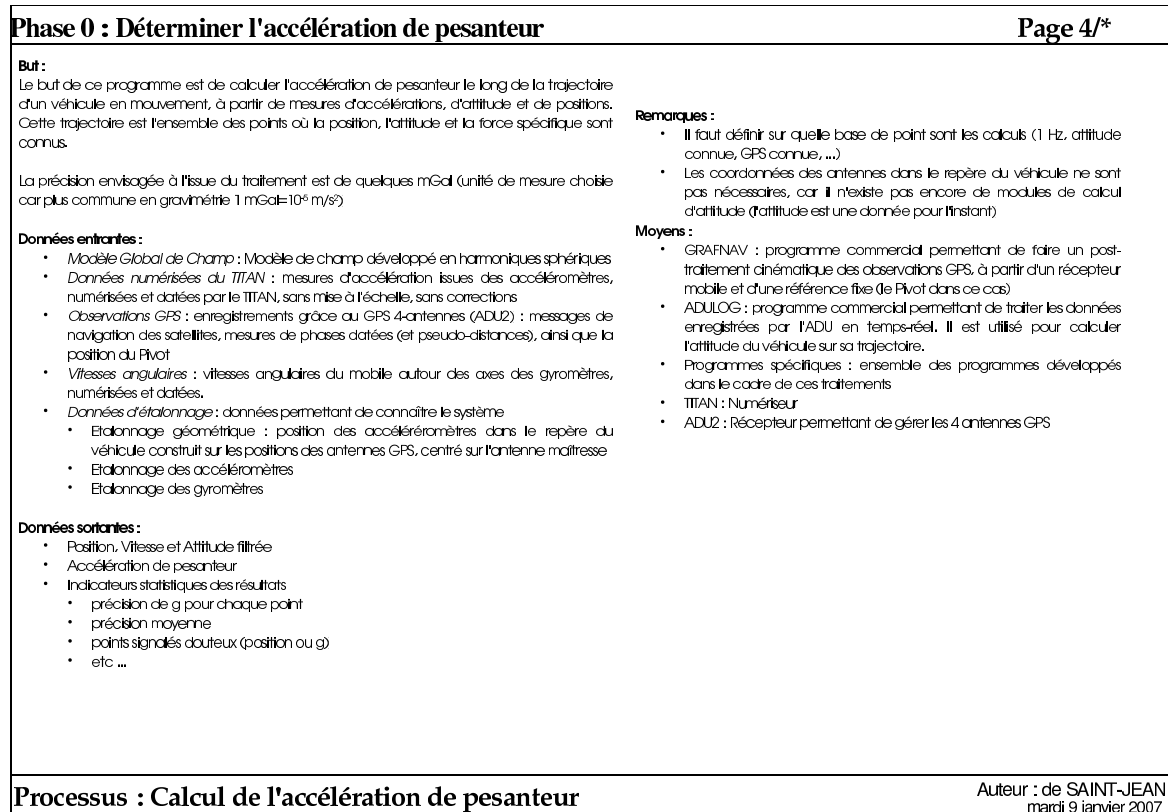 Phase 0 : Déterminer l'accélération de pesanteur
Page 4/*
But :
Le but de ce programme est de calculer l'accélération de pesanteur le long de la trajectoire
d'un véhicule en mouvement, à partir de mesures d'accélérations, d'attitude et de positions.
Cette trajectoire est l'ensemble des points où la position, l'attitude et la force spécifique sont
connus.
La précision envisagée à l'issue du traitement est de quelques mGal (unité de mesure choisie
car plus commune en gravimétrie 1 mGal=10⁻⁵ m/s²)
Données entrantes :
• Modèle Global de Champ : Modèle de champ développé en harmoniques sphériques
• Données numérisées du TITAN : mesures d'accélération issues des accéléromètres,
numérisées et datées par le TITAN, sans mise à l'échelle, sans corrections
• Observations GPS : enregistrements grâce au GPS 4-antennes (ADU2) : messages de
navigation des satellites, mesures de phases datées (et pseudo-distances), ainsi que la
position du Pivot
• Vitesses angulaires : vitesses angulaires du mobile autour des axes des gyromètres,
numérisées et datées.
• Données d'étalonnage : données permettant de connaître le système
• Etalonnage géométrique : position des accéléréromètres dans le repère du
véhicule construit sur les positions des antennes GPS, centré sur l'antenne maîtresse
• Etalonnage des accéléromètres
• Etalonnage des gyromètres
Données sortantes :
• Position, Vitesse et Attitude filtrée
• Accélération de pesanteur
• Indicateurs statistiques des résultats
• précision de g pour chaque point
• précision moyenne
• points signalés douteux (position ou g)
• etc ...
Remarques :
• Il faut définir sur quelle base de point sont les calculs (1 Hz, attitude
connue, GPS connue, ...)
• Les coordonnées des antennes dans le repère du véhicule ne sont
pas nécessaires, car il n'existe pas encore de modules de calcul
d'attitude (l'attitude est une donnée pour l'instant)
Moyens :
• GRAFNAV : programme commercial permettant de faire un post-
traitement cinématique des observations GPS, à partir d'un récepteur
mobile et d'une référence fixe (le Pivot dans ce cas)
• ADULOG : programme commercial permettant de traiter les données
enregistrées par l'ADU en temps-réel. Il est utilisé pour calculer
l'attitude du véhicule sur sa trajectoire.
• Programmes spécifiques : ensemble des programmes développés
dans le cadre de ces traitements
• TITAN : Numériseur
• ADU2 : Récepteur permettant de gérer les 4 antennes GPS
Processus : Calcul de l'accélération de pesanteur
Auteur : de SAINT-JEAN
mardi 9 janvier 2007